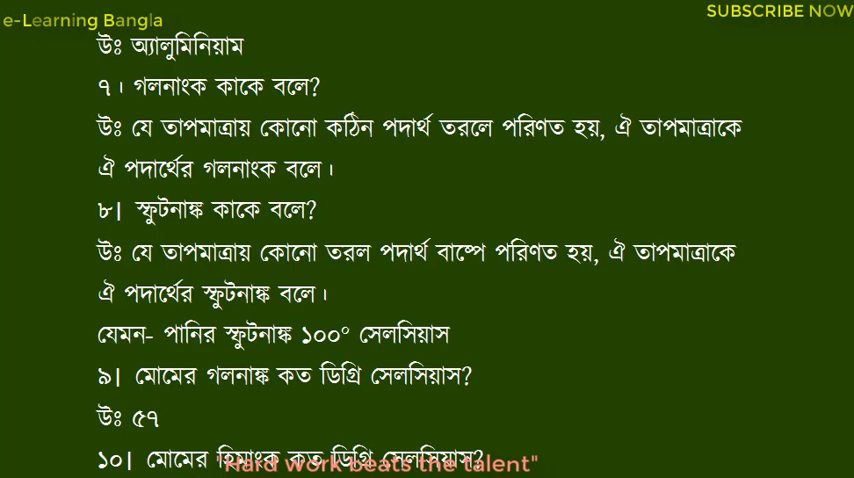 e-Learning Bangla
SUBSCRIBE NOW
উঃ অ্যালুমিনিয়াম
৭। গলনাংক কাকে বলে?
উঃ যে তাপমাত্রায় কোনো কঠিন পদার্থ তরলে পরিণত হয়, ঐ তাপমাত্রাকে
ঐ পদার্থের গলনাংক বলে।
৮। স্ফুটনাঙ্ক কাকে বলে?
উঃ যে তাপমাত্রায় কোনো তরল পদার্থ বাষ্পে পরিণত হয়, ঐ তাপমাত্রাকে
ঐ পদার্থের স্ফুটনাঙ্ক বলে।
যেমন- পানির স্ফুটনাঙ্ক ১০০° সেলসিয়াস
৯। মোমের গলনাঙ্ক কত ডিগ্রি সেলসিয়াস?
উঃ ৫৭
১০। মোমের হিমাংক কত ডিগ্রি সেলসিয়াস?
"Hard work beats the talent"